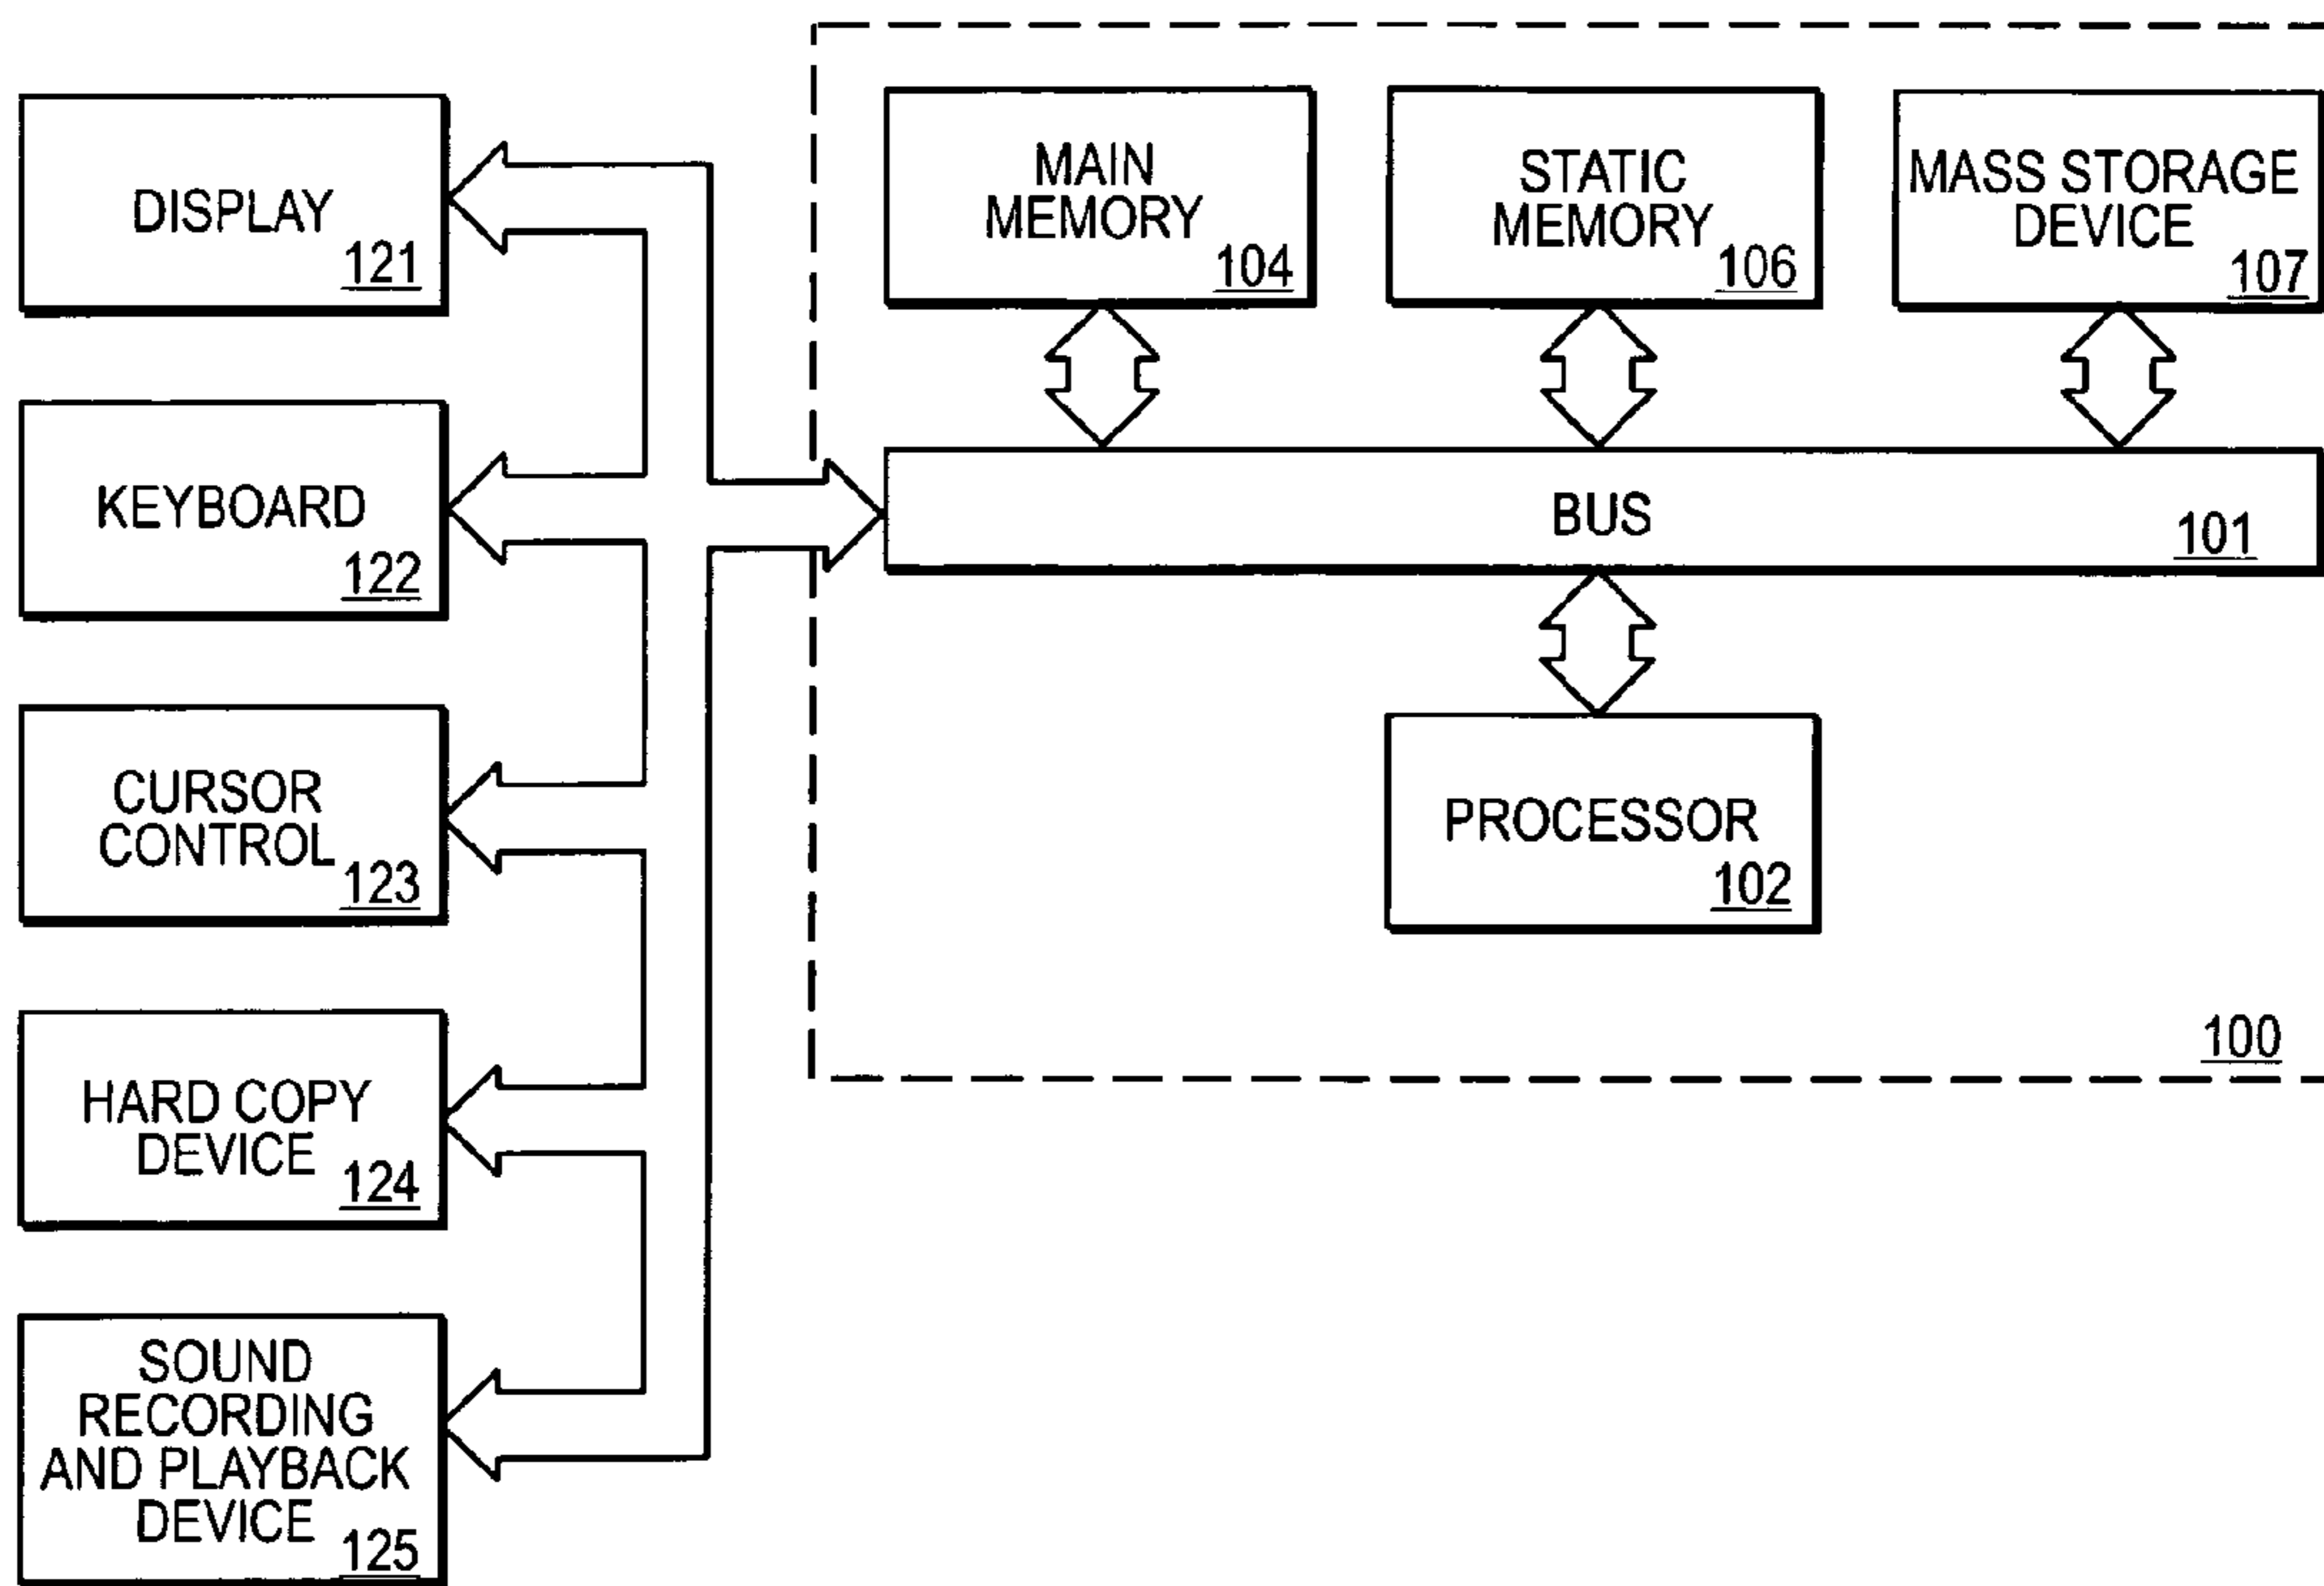 DISPLAY
121
KEYBOARD
122
CURSOR
CONTROL
123
HARD COPY
DEVICE
124
SOUND
RECORDING
AND PLAYBACK
DEVICE
125
MAIN
MEMORY
104
STATIC
MEMORY
106
MASS STORAGE
DEVICE
107
BUS
101
PROCESSOR
102
100